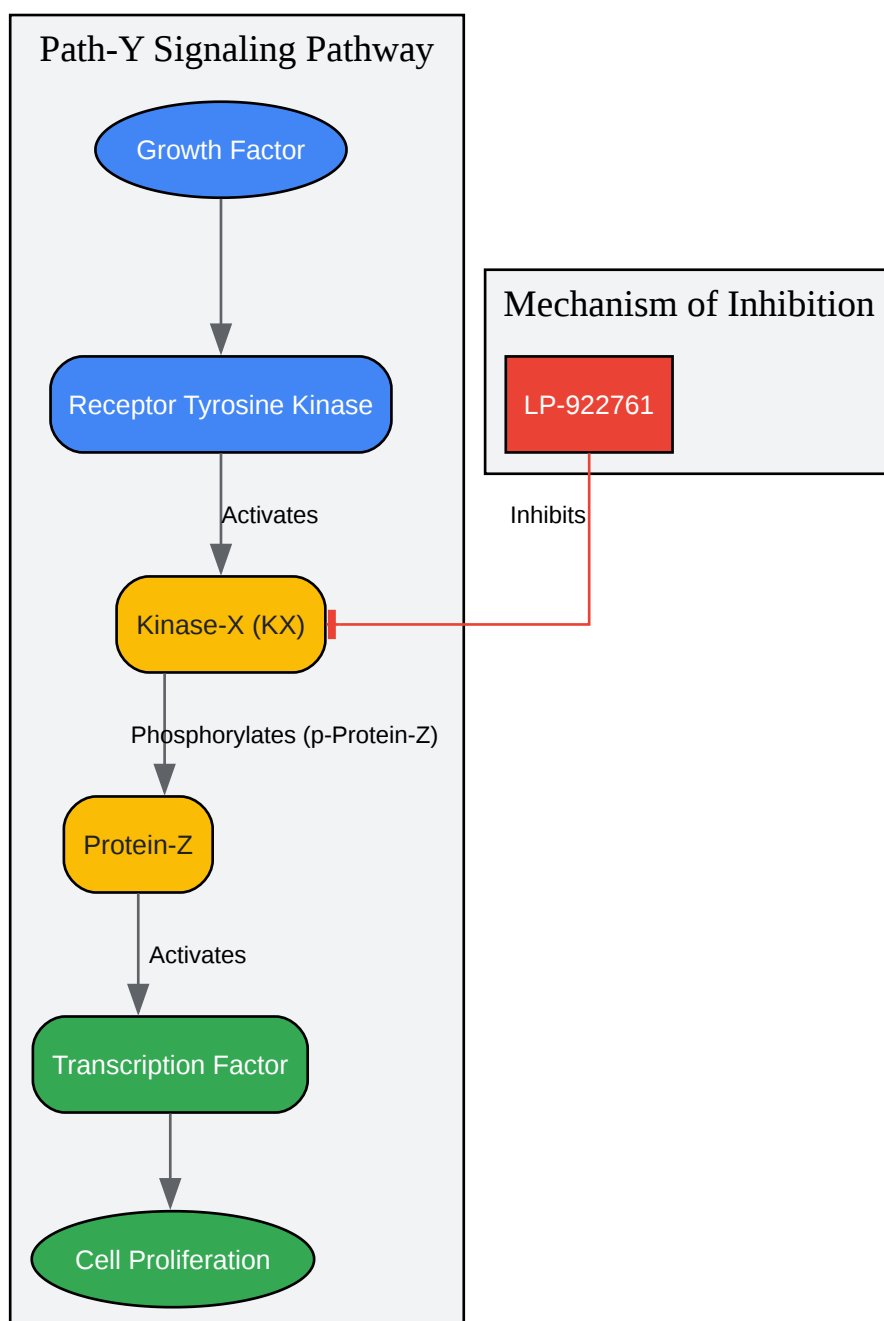 Path-Y Signaling Pathway
Growth Factor
Mechanism of Inhibition
Receptor Tyrosine Kinase
LP-922761
Activates
Inhibits
Kinase-X (KX)
Phosphorylates (p-Protein-Z)
Protein-Z
Activates
Transcription Factor
Cell Proliferation